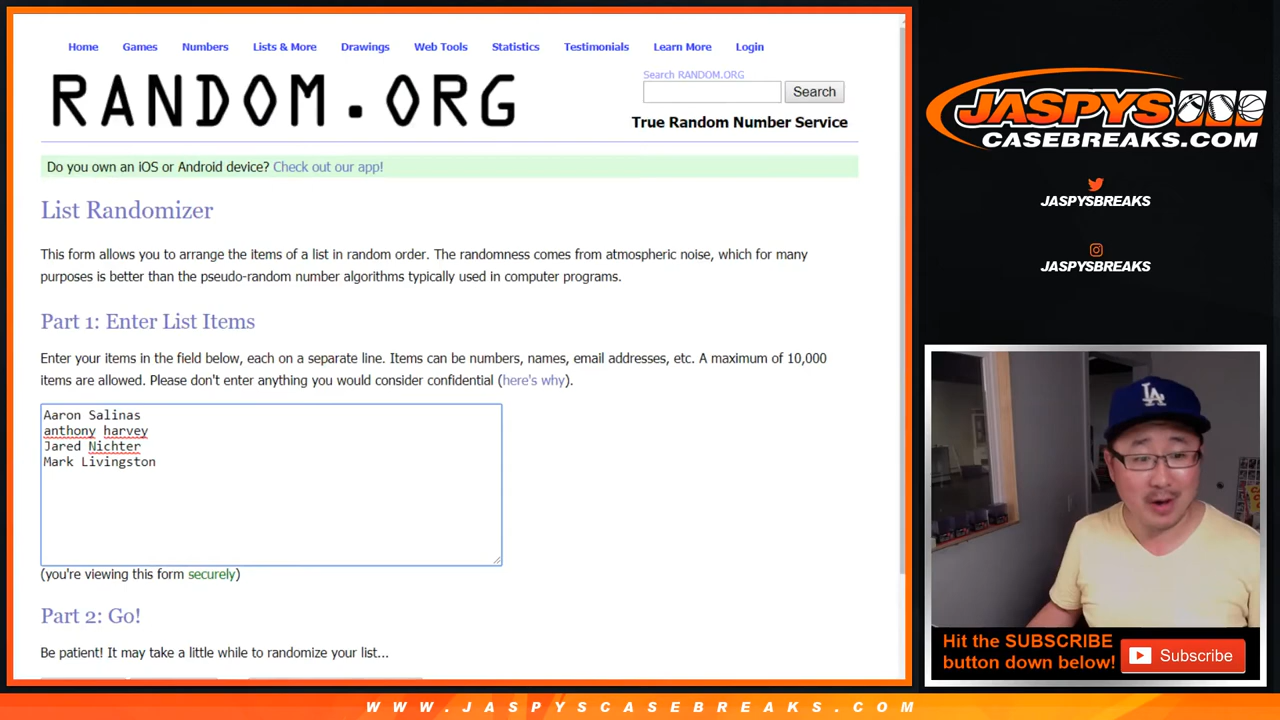 Home Games Numbers Lists & More Drawings Web Tools Statistics Testimonials Learn More Login
RANDOM.ORG
Search RANDOM.ORG
Search
True Random Number Service
Do you own an iOS or Android device? Check out our app!
List Randomizer
This form allows you to arrange the items of a list in random order. The randomness comes from atmospheric noise, which for many
purposes is better than the pseudo-random number algorithms typically used in computer programs.
Part 1: Enter List Items
Enter your items in the field below, each on a separate line. Items can be numbers, names, email addresses, etc. A maximum of 10,000
items are allowed. Please don't enter anything you would consider confidential (here's why).
Aaron Salinas
anthony harvey
Jared Nichter
Mark Livingston
(you're viewing this form securely)
Part 2: Go!
Be patient! It may take a little while to randomize your list...
JASPYS
CASEBREAKS.COM
JASPYSBREAKS
JASPYSBREAKS
LA
Hit the SUBSCRIBE
button down below!
Subscribe
WWW.JASPYSCASEBREAKS.COM